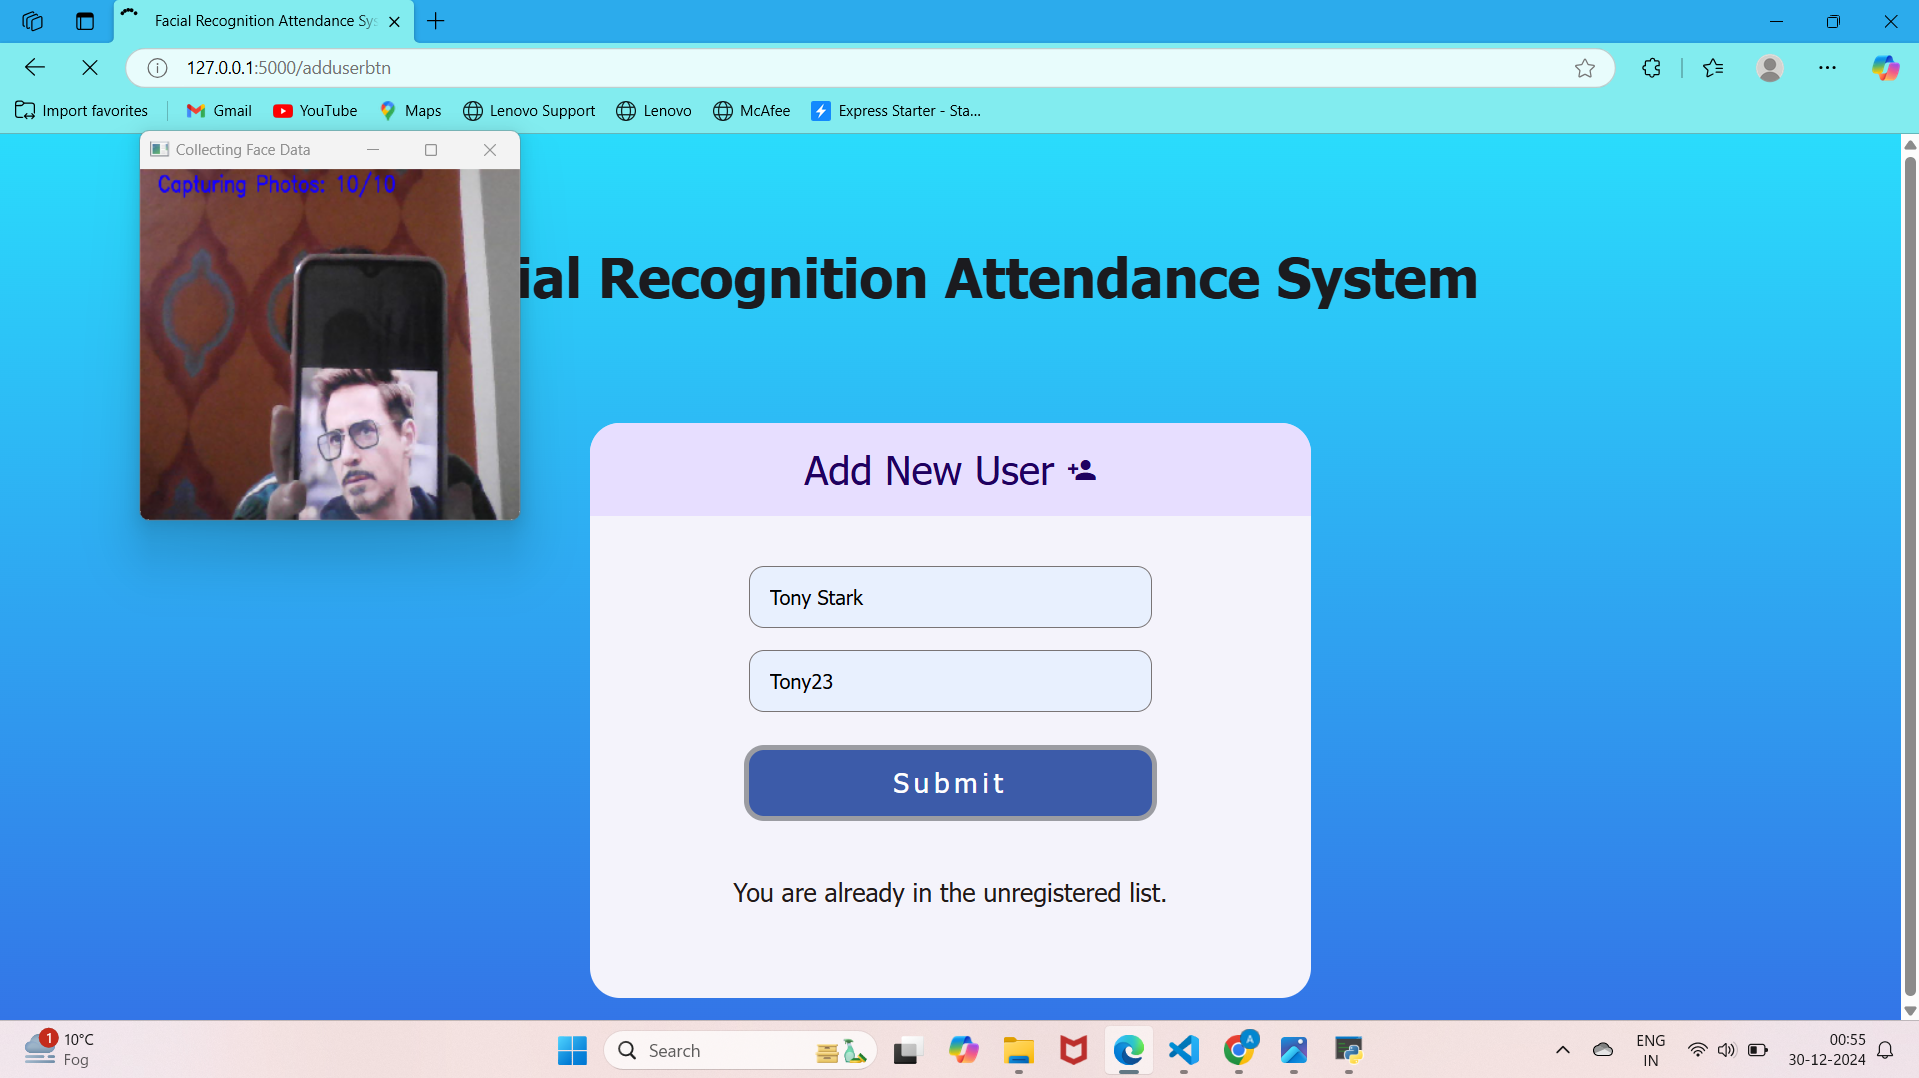 Facial Recognition Attendance Sys
127.0.0.1:5000/adduserbtn
Import favorites
Gmail
YouTube
Maps
Lenovo Support
Lenovo
McAfee
Express Starter - Sta...
Collecting Face Data
Capturing Photos: 10/10
ial Recognition Attendance System
Add New User
Tony Stark
Tony23
Submit
You are already in the unregistered list.
1
10°C
Fog
Search
A
ENG
IN
00:55
30-12-2024